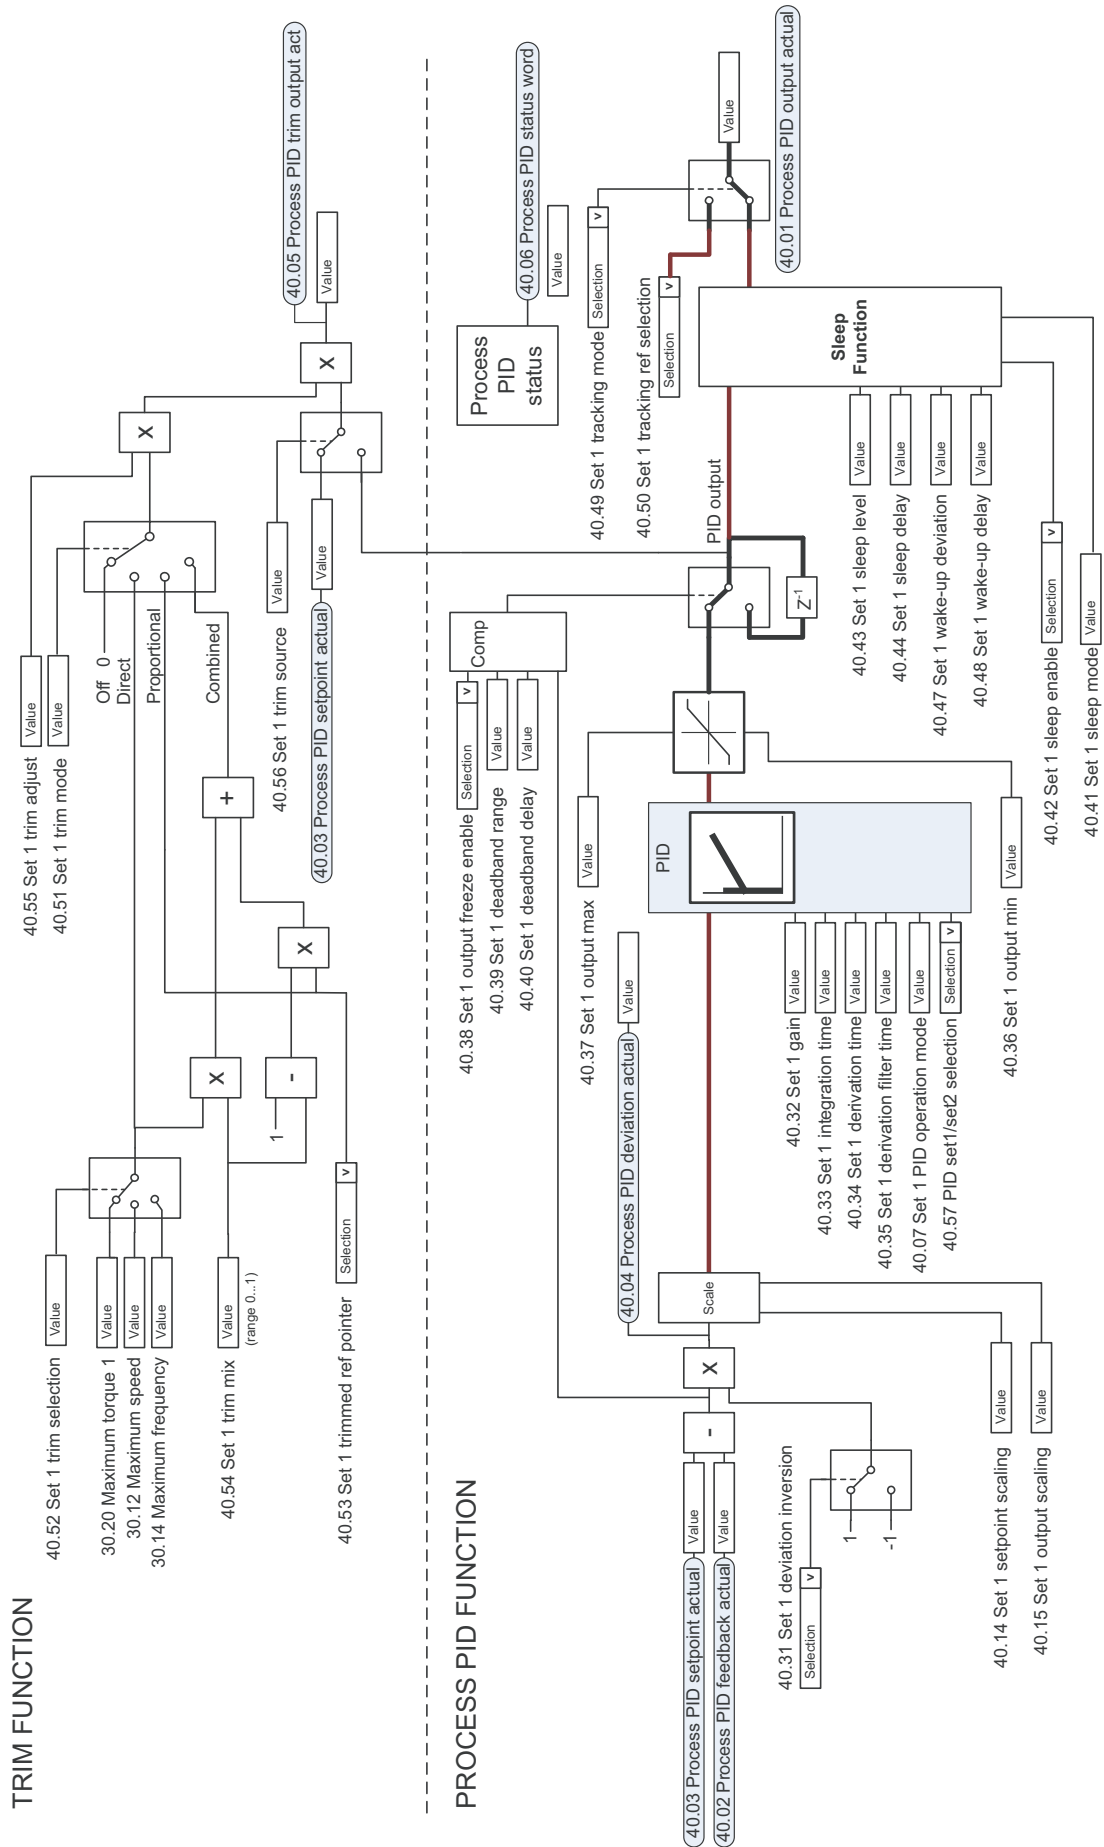 TRIM FUNCTION
40.55 Set 1 trim adjust
Value
40.51 Set 1 trim mode
Value
40.52 Set 1 trim selection
Value
30.20 Maximum torque 1
Value
30.12 Maximum speed
Value
30.14 Maximum frequency
Value
40.54 Set 1 trim mix
Value
(range 0...1)
40.53 Set 1 trimmed ref pointer
Selection
v
1
-
X
X
+
Off 0
Direct
Proportional
Combined
X
40.56 Set 1 trim source
Value
40.03 Process PID setpoint actual
Value
X
40.05 Process PID trim output act
Value
PROCESS PID FUNCTION
Process
PID
status
40.06 Process PID status word
Value
40.38 Set 1 output freeze enable
Selection
v
40.39 Set 1 deadband range
Value
40.40 Set 1 deadband delay
Value
Comp
40.49 Set 1 tracking mode
Selection
v
40.50 Set 1 tracking ref selection
Selection
v
40.37 Set 1 output max
Value
40.04 Process PID deviation actual
Value
40.03 Process PID setpoint actual
Value
40.02 Process PID feedback actual
Value
-
X
Scale
PID
PID output
Z-1
Value
40.01 Process PID output actual
40.31 Set 1 deviation inversion
Selection
v
1
-1
40.14 Set 1 setpoint scaling
Value
40.15 Set 1 output scaling
Value
40.32 Set 1 gain
Value
40.33 Set 1 integration time
Value
40.34 Set 1 derivation time
Value
40.35 Set 1 derivation filter time
Value
40.07 Set 1 PID operation mode
Value
40.57 PID set1/set2 selection
Selection
v
40.36 Set 1 output min
Value
Sleep
Function
40.43 Set 1 sleep level
Value
40.44 Set 1 sleep delay
Value
40.47 Set 1 wake-up deviation
Value
40.48 Set 1 wake-up delay
Value
40.42 Set 1 sleep enable
Selection
v
40.41 Set 1 sleep mode
Value